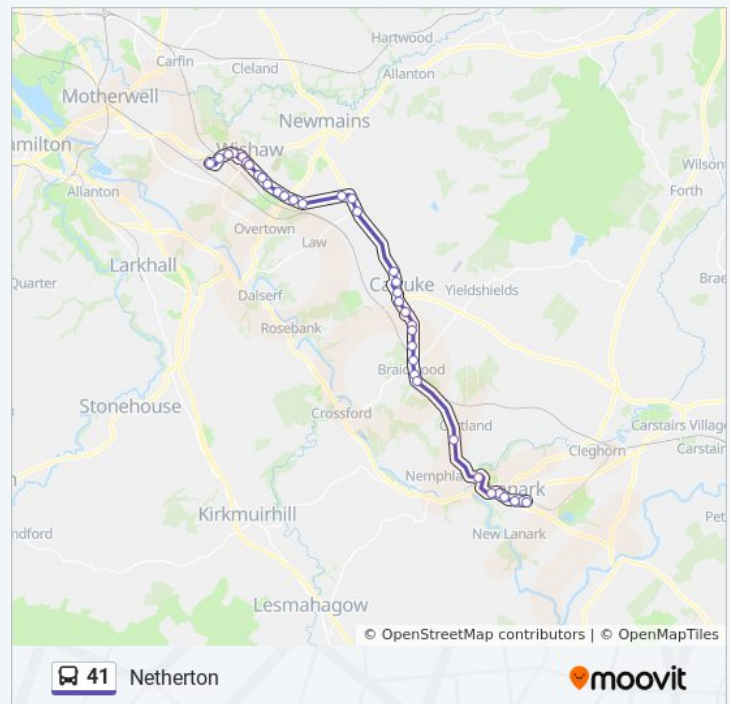 Hartwood
Carfin
Cleland
Allanton
Motherwell
Newmains
amilton
Wishaw
Wilson
Allanton
Forth
Overtown
Law
Larkhall
Quarter
Brae
Dalserf
Yieldshields
Rosebank
Stonehouse
Crossford
Carstairs Village
Cleghorn
Carstair
Nemphla
Kirkmuirhill
ndford
New Lanark
Pet
Lesmahagow
© OpenStreetMap contributors | © OpenMapTiles
41 Netherton
moovit